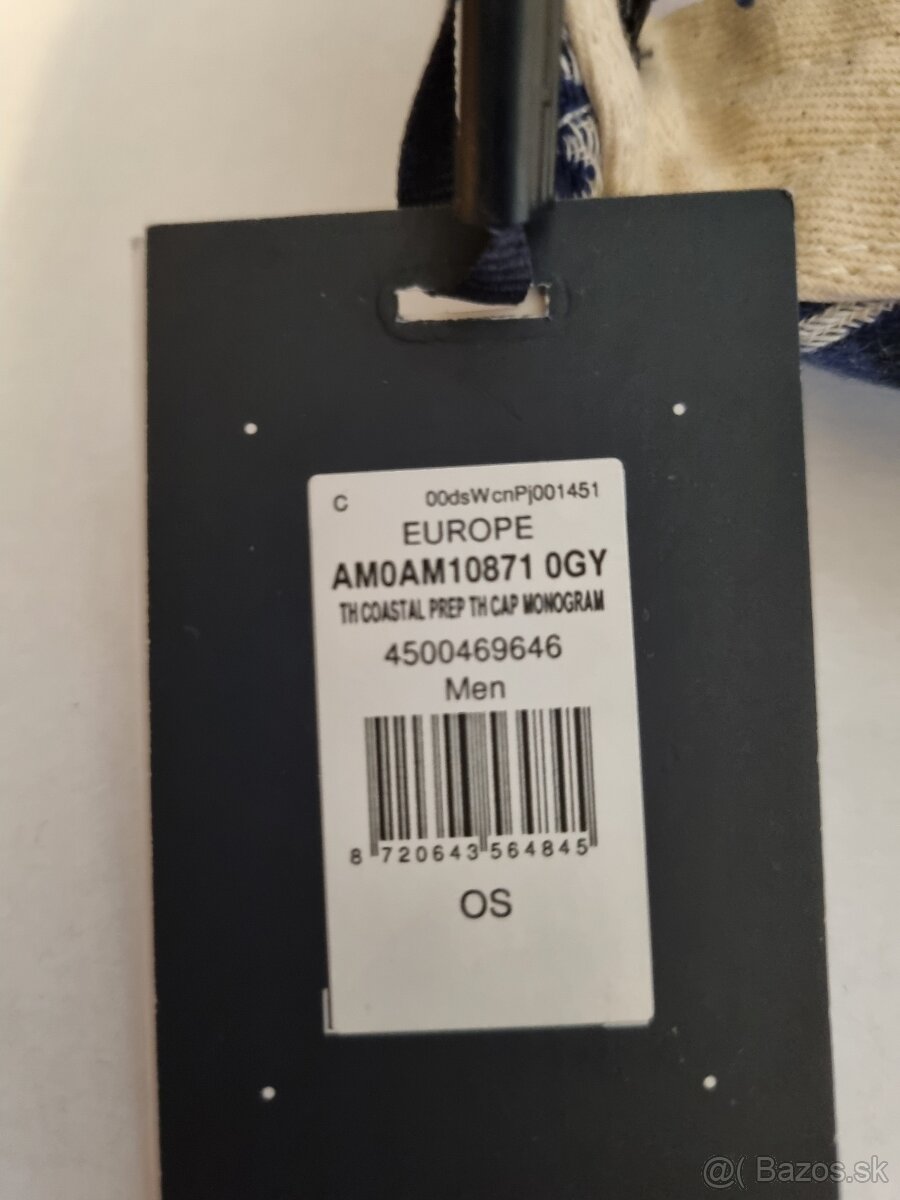 C 00dsWcnPj001451
EUROPE
AM0AM10871 0GY
TH COASTAL PREP TH CAP MONOGRAM
4500469646
Men
8 720643 564845
OS
@( Bazos.sk